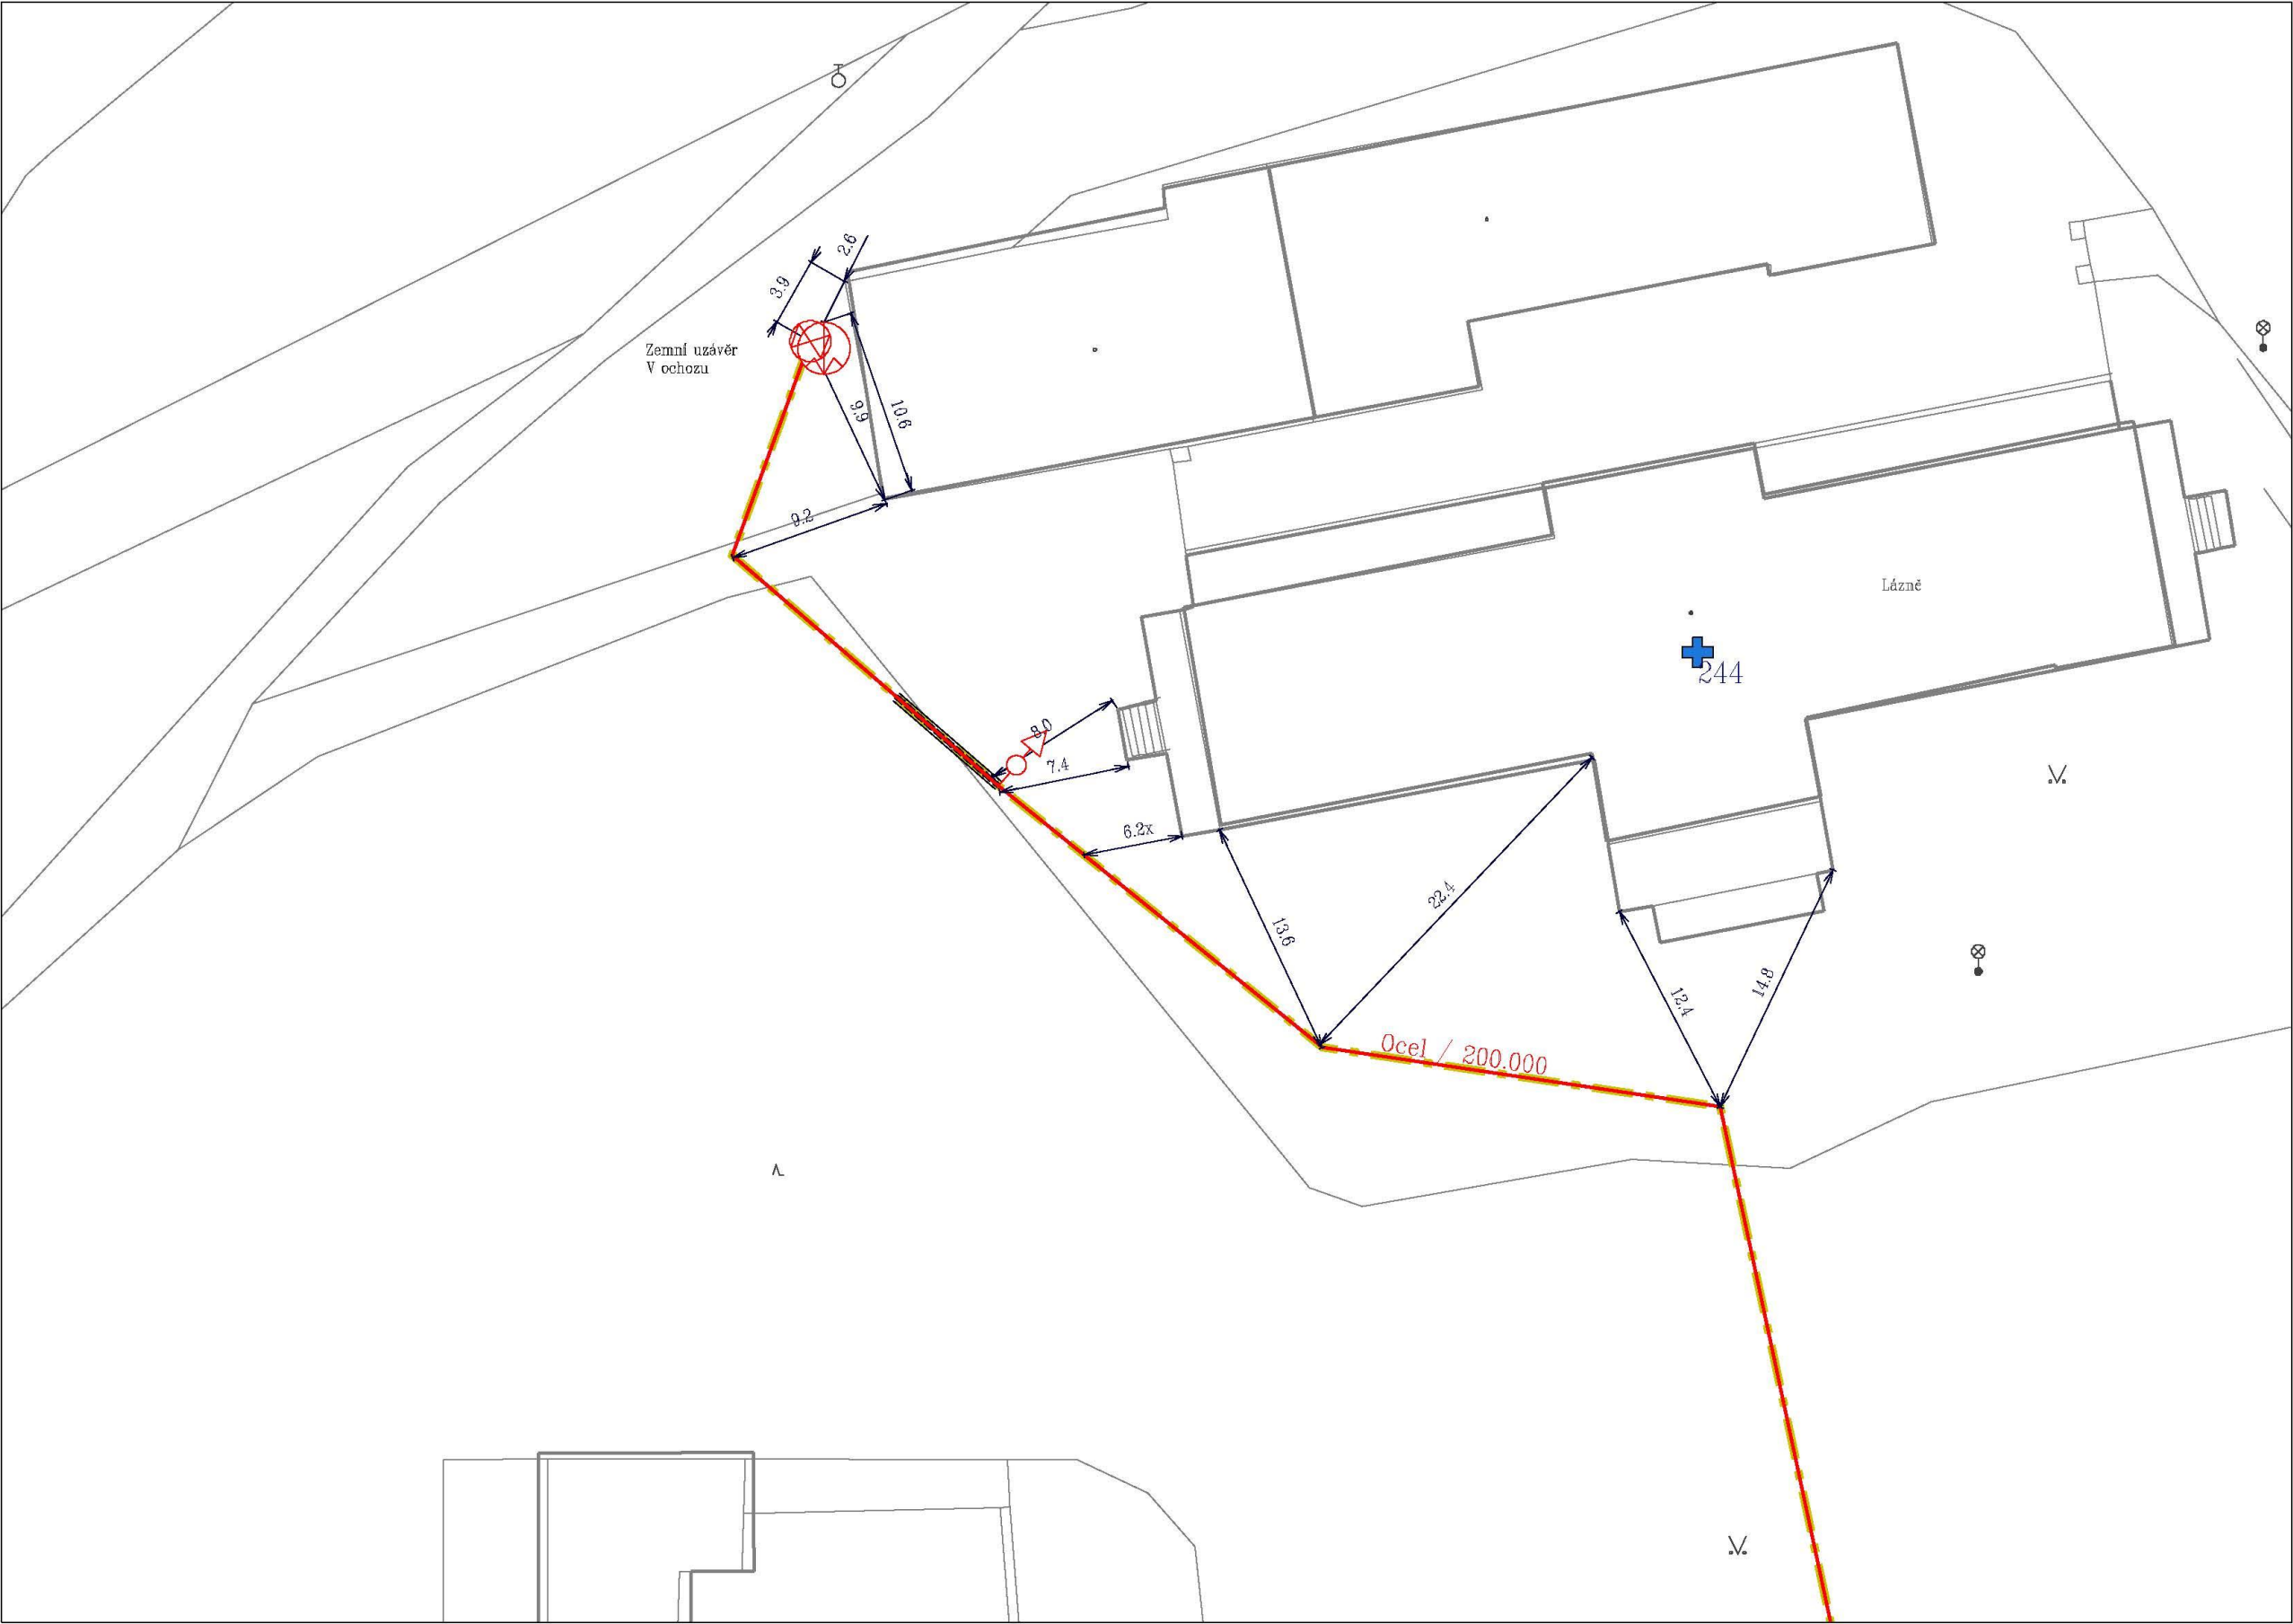 2.6
3.9
Zemní uzávěr
V ochozu
9.9
10.6
9.2
Lázně
244
8.0
7.4
6.2x
22.4
13.6
14.8
12.4
Ocel / 200.000